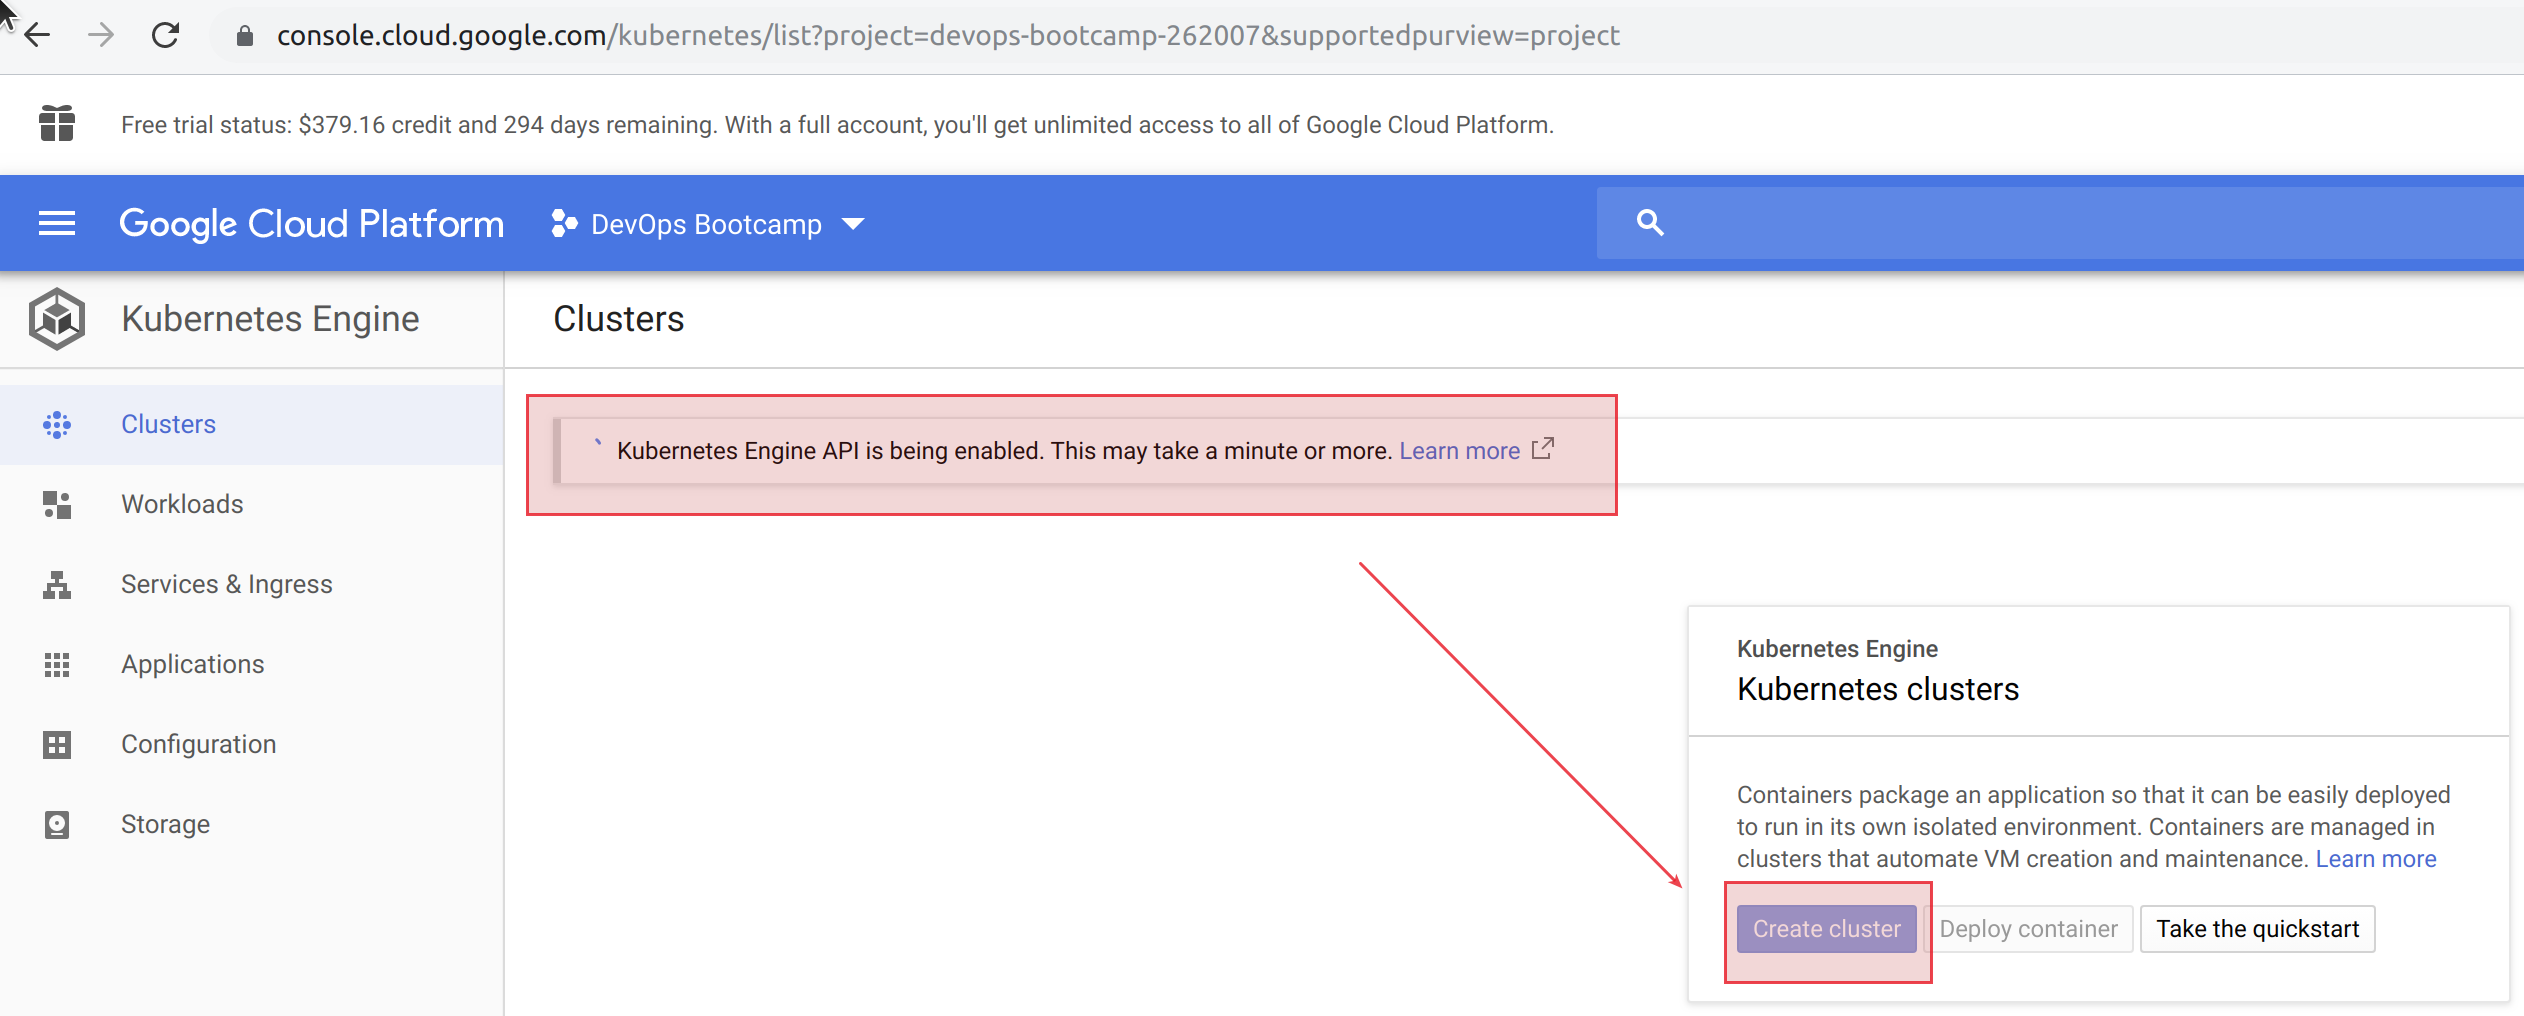 console.cloud.google.com/kubernetes/list?project=devops-bootcamp-262007&supportedpurview=project
Free trial status: $379.16 credit and 294 days remaining. With a full account, you'll get unlimited access to all of Google Cloud Platform.
Google Cloud Platform
DevOps Bootcamp
Kubernetes Engine
Clusters
Workloads
Services & Ingress
Applications
Configuration
Storage
Clusters
Kubernetes Engine API is being enabled. This may take a minute or more. Learn more
Kubernetes Engine
Kubernetes clusters
Containers package an application so that it can be easily deployed
to run in its own isolated environment. Containers are managed in
clusters that automate VM creation and maintenance. Learn more
Create cluster
Deploy container
Take the quickstart